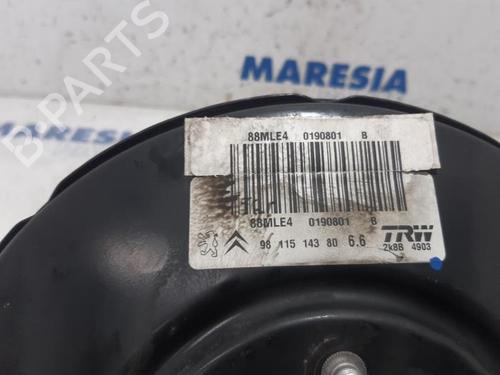 MARESIA
MARESIA
B-PARTS
88MLE4 0190801 B
88MLE4 0190801 B
98 115 143 80 6.6
TRW
2k8B 4903